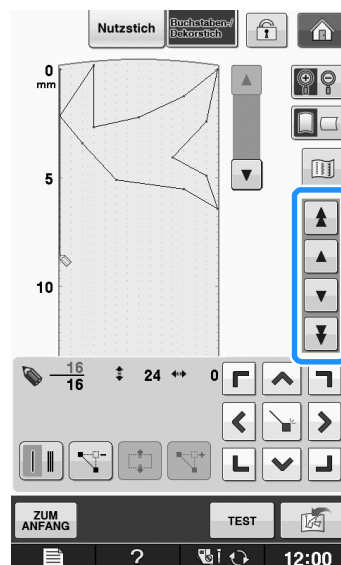 Nutzstich
Buchstaben-/
Dekorstich
0
mm
5
10
16
16
24
0
ZUM
ANFANG
TEST
?
12:00